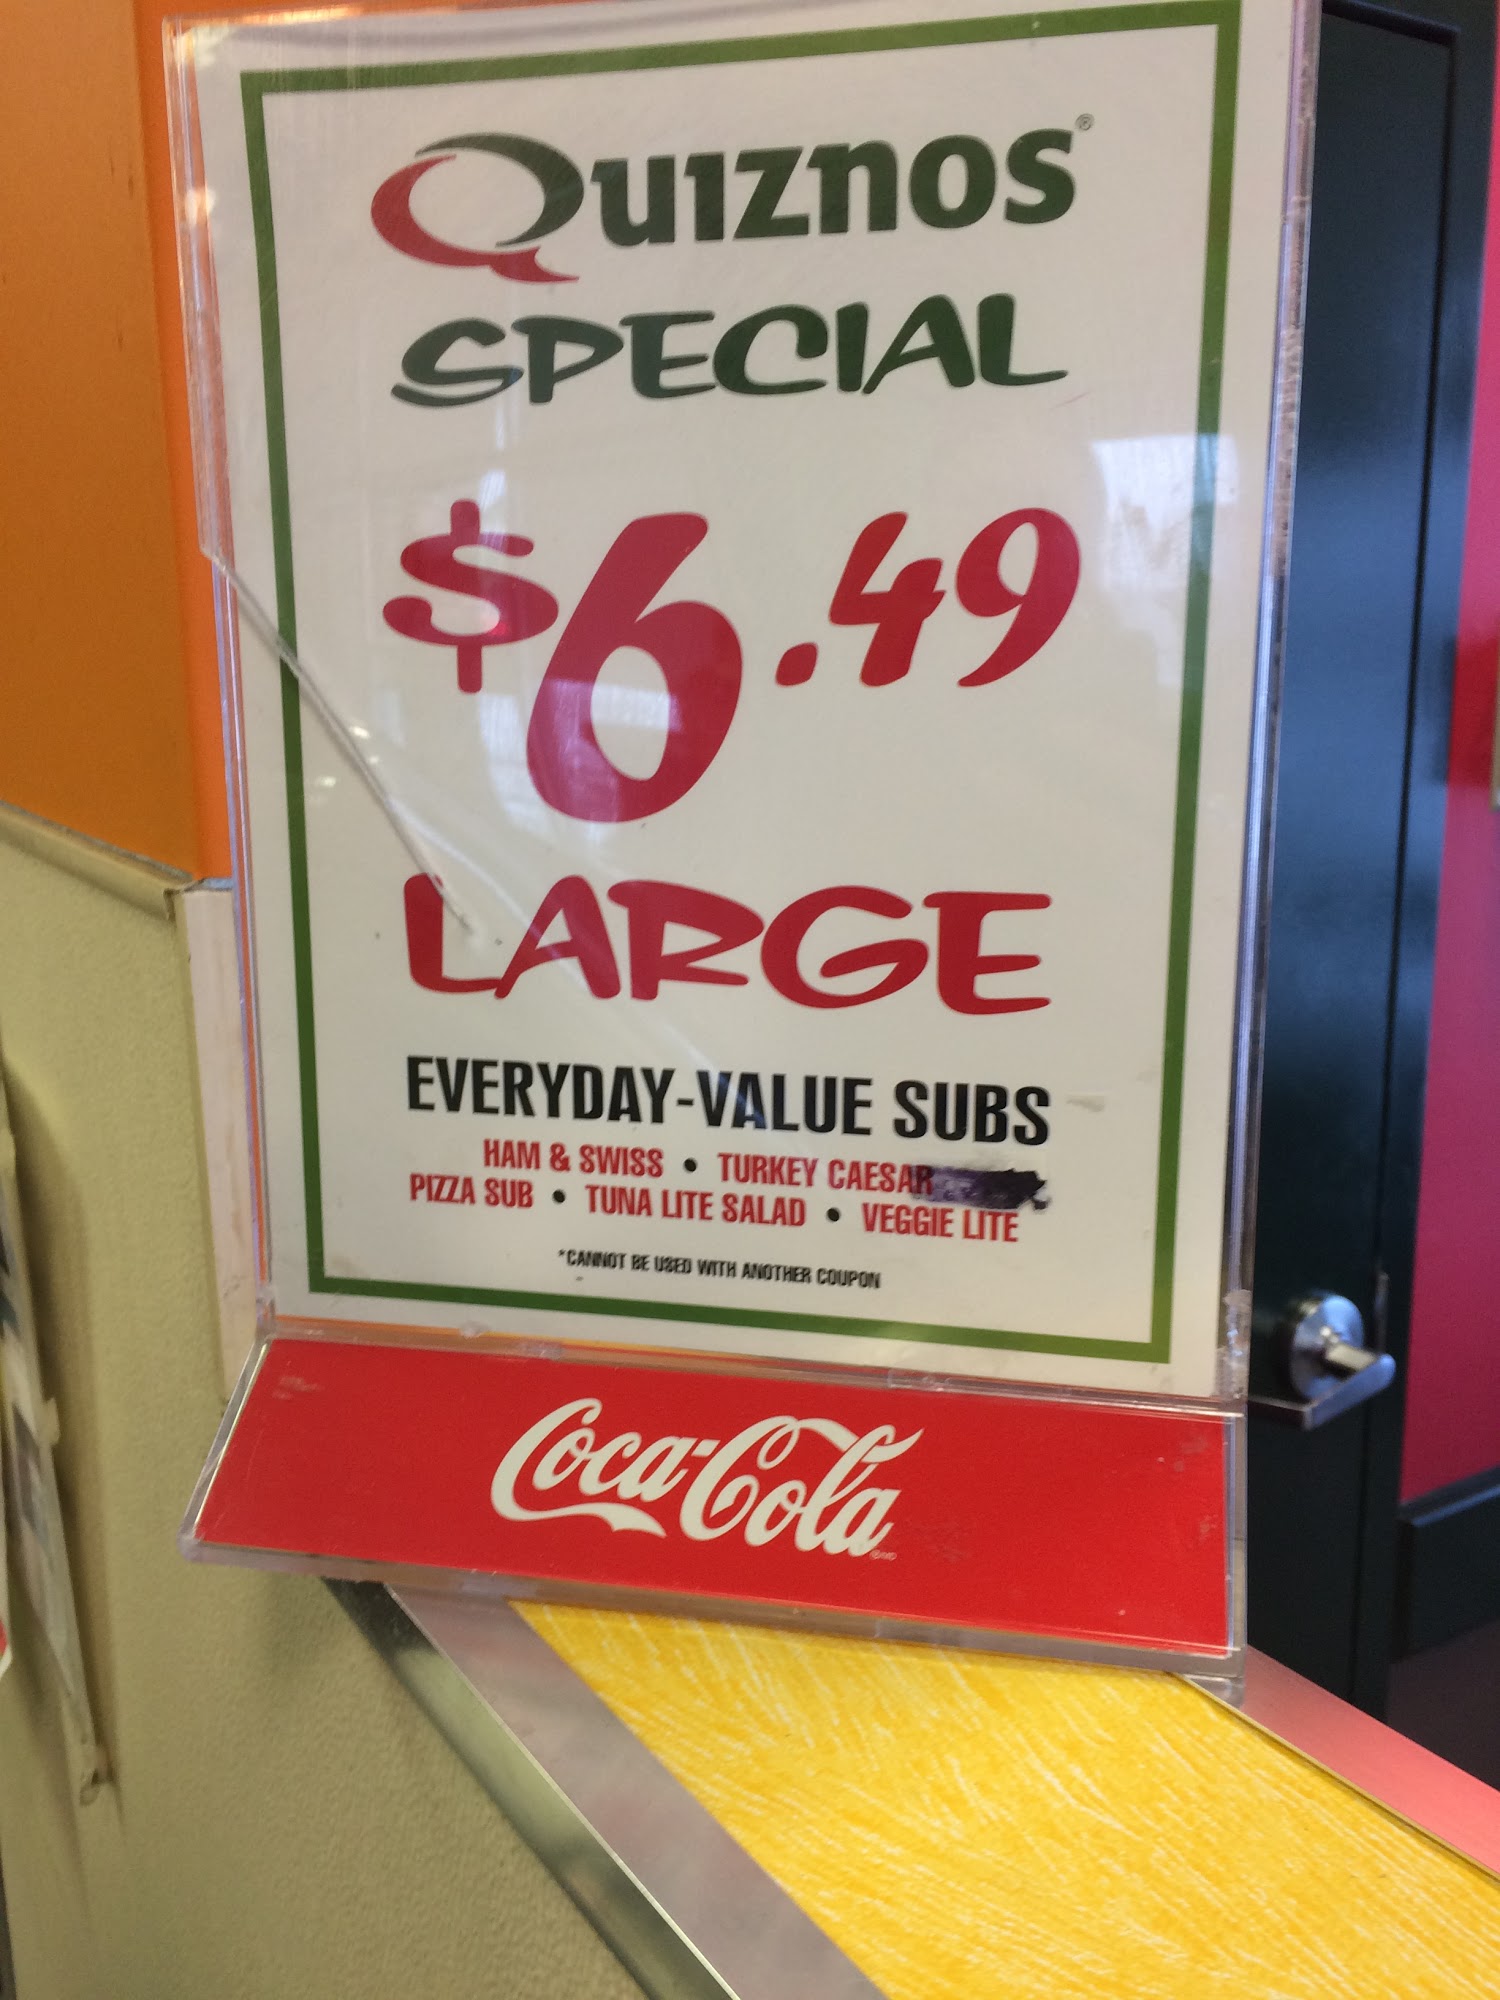 QUIZNOS®
SPECIAL
$6.49
LARGE
EVERYDAY-VALUE SUBS
HAM & SWISS • TURKEY CAESAR
PIZZA SUB • TUNA LITE SALAD • VEGGIE LITE
*CANNOT BE USED WITH ANOTHER COUPON
Coca-Cola